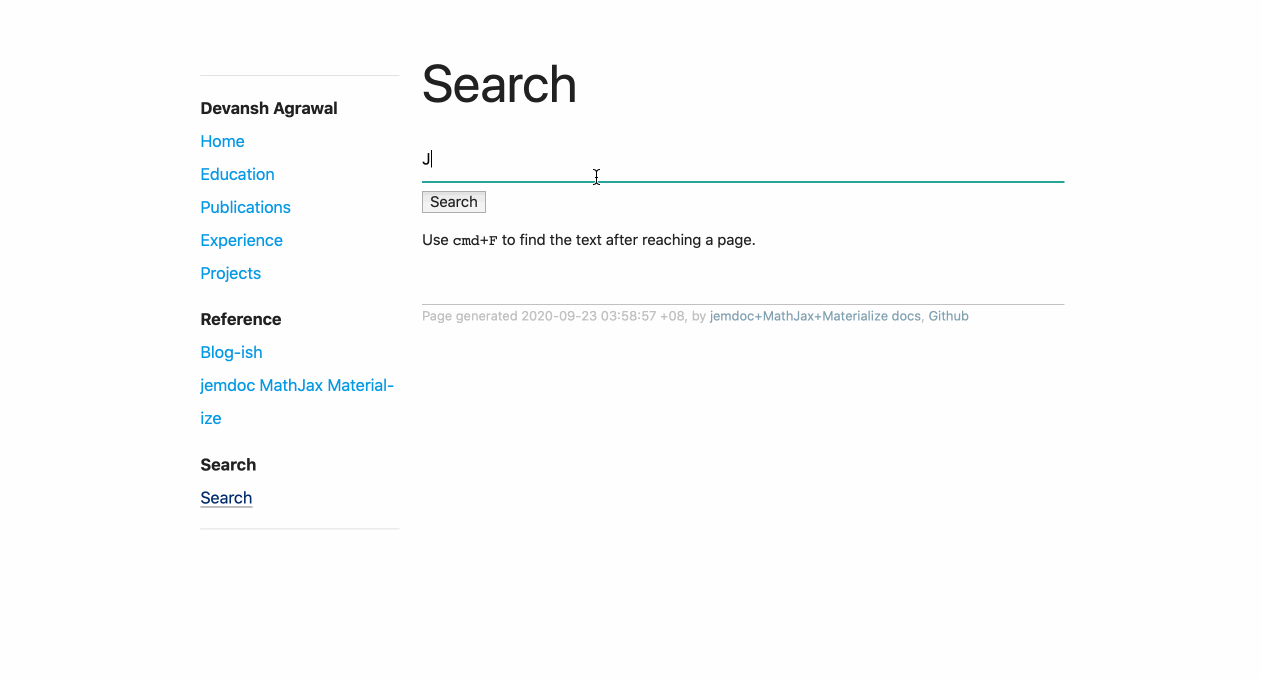 Devansh Agrawal
Home
Education
Publications
Experience
Projects
Reference
Blog-ish
jemdoc MathJax Material-
ize
Search
Search
Search
J
Search
Use cmd+F to find the text after reaching a page.
Page generated 2020-09-23 03:58:57 +08, by jemdoc+MathJax+Materialize docs, Github